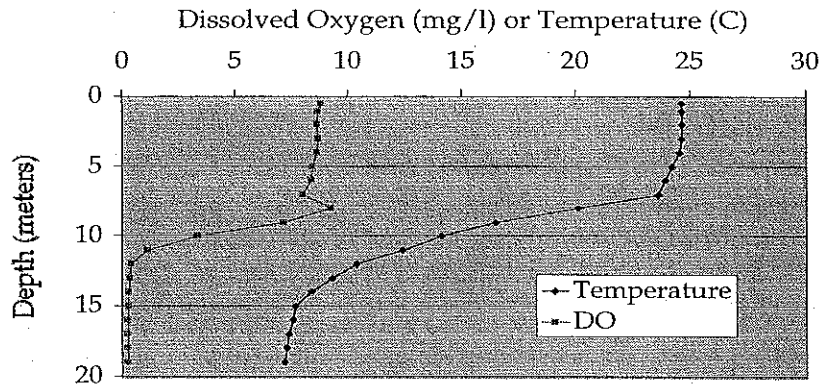 Dissolved Oxygen (mg/l) or Temperature (C)
0 5 10 15 20 25 30
0
5
10
15
20
Depth (meters)
Temperature
DO